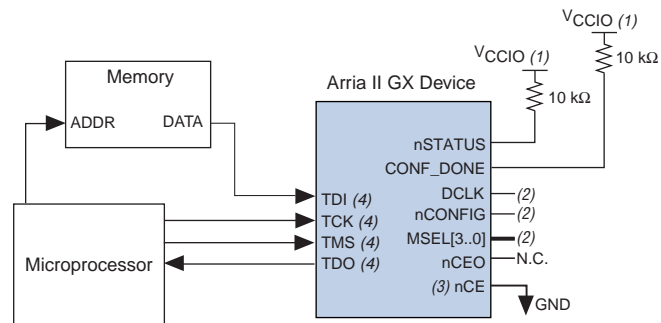 VCCIO (1)
VCCIO (1)
10 kΩ
10 kΩ
Memory
ADDR DATA
Arria II GX Device
nSTATUS
CONF_DONE
TDI (4)
TCK (4)
TMS (4)
TDO (4)
DCLK (2)
nCONFIG (2)
MSEL[3..0] (2)
nCEO N.C.
(3) nCE
GND
Microprocessor